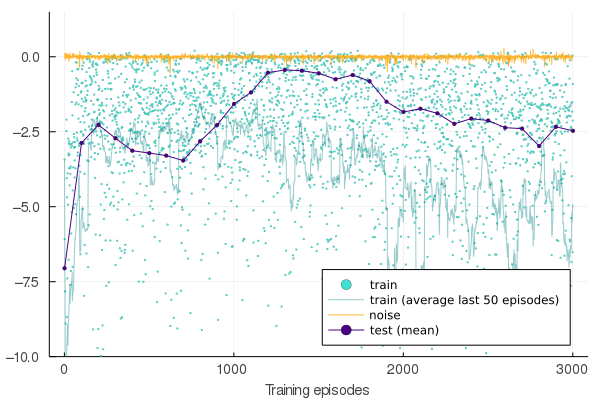 0.0
−2.5
−5.0
−7.5
−10.0
0
1000
2000
3000
Training episodes
train
train (average last 50 episodes)
noise
test (mean)